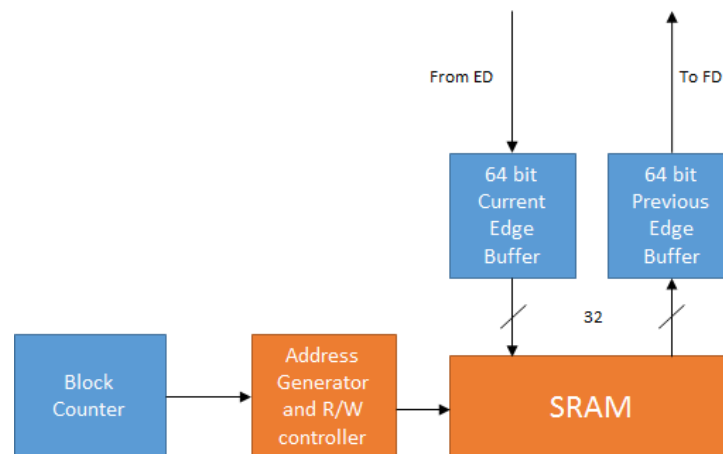 From ED
To FD
64 bit
Current
Edge
Buffer
64 bit
Previous
Edge
Buffer
32
Block
Counter
Address
Generator
and R/W
controller
SRAM